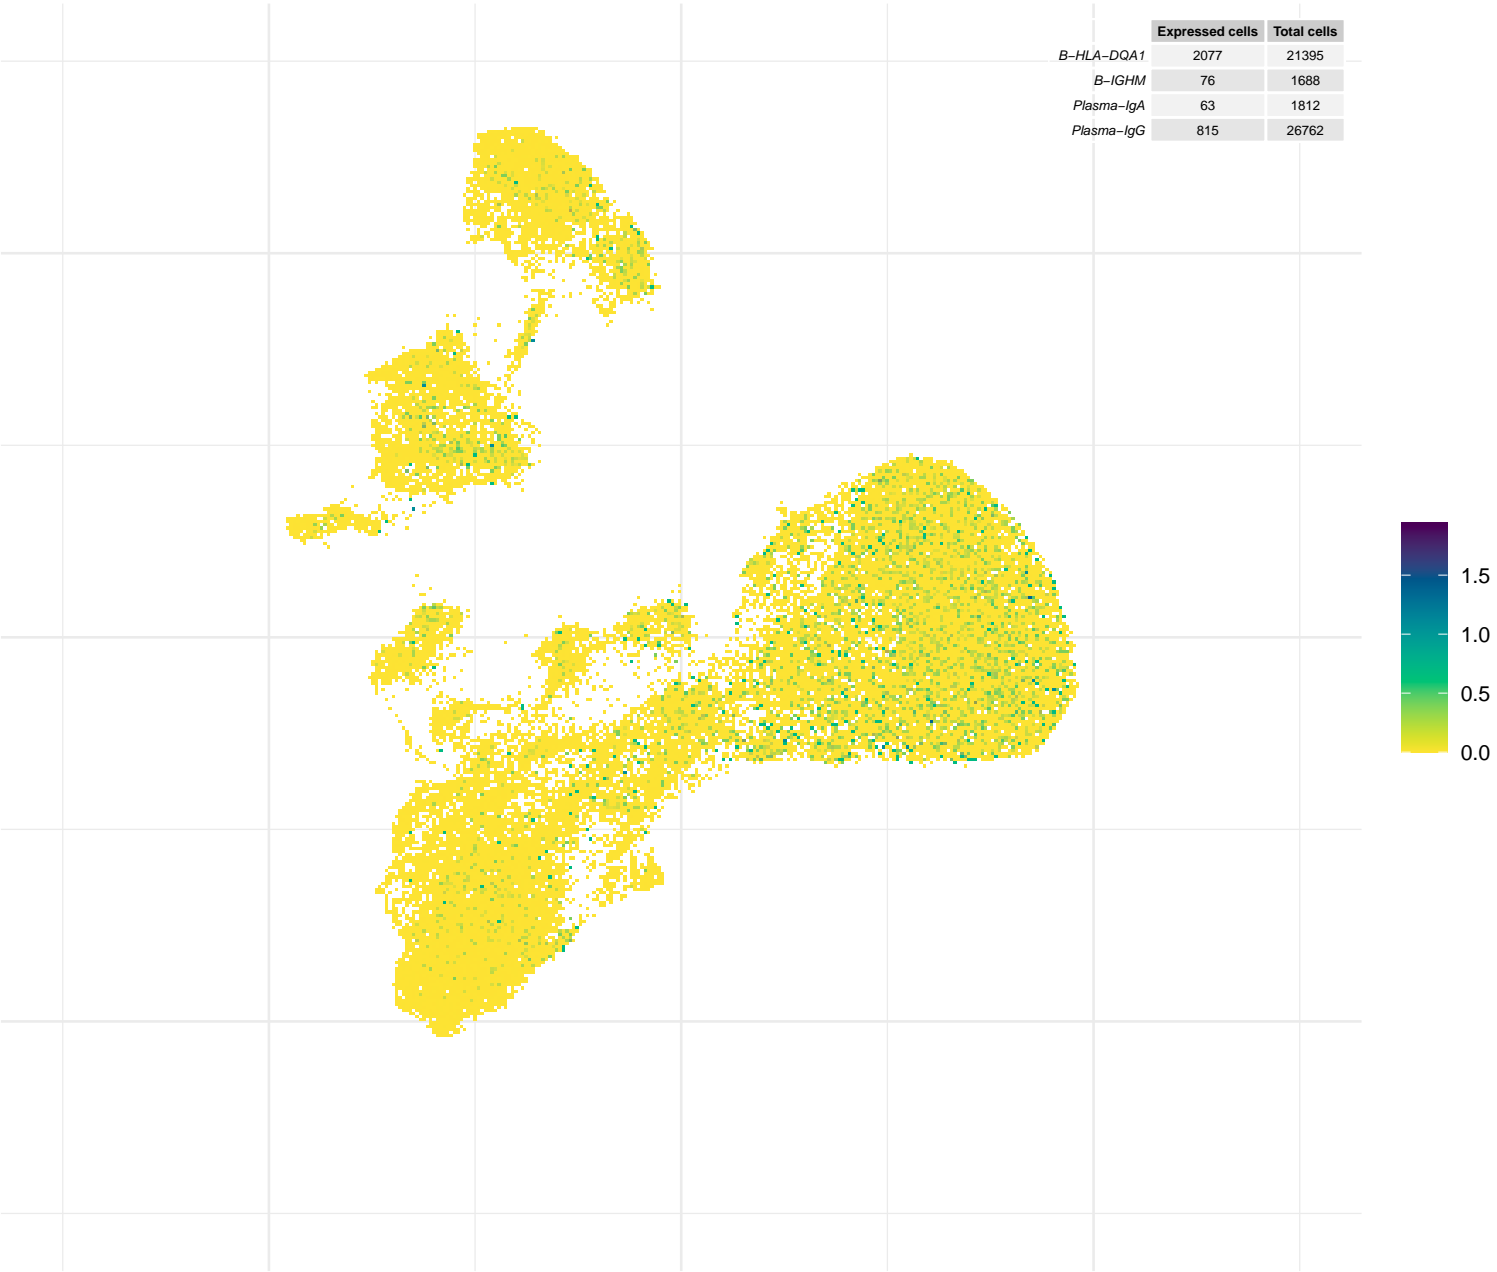 Expressed cells Total cells
B−HLA−DQA1 2077 21395
B−IGHM 76 1688
Plasma−IgA 63 1812
Plasma−IgG 815 26762
1.5
1.0
0.5
0.0